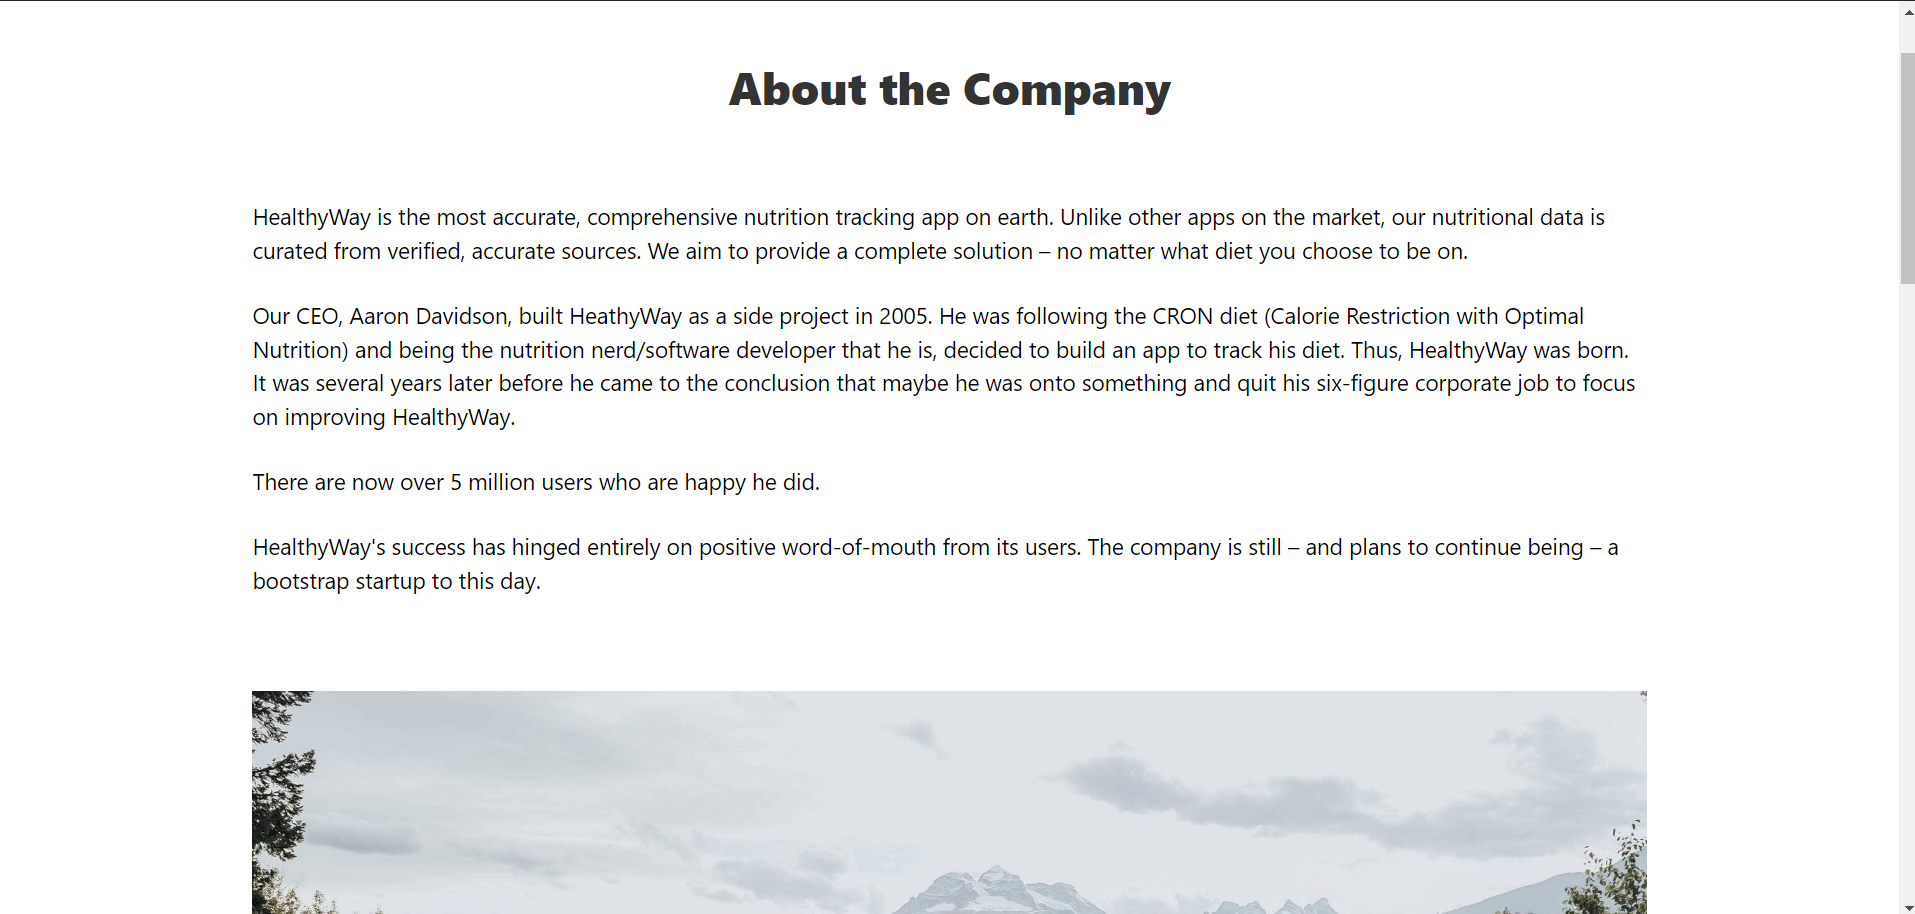 About the Company
HealthyWay is the most accurate, comprehensive nutrition tracking app on earth. Unlike other apps on the market, our nutritional data is
curated from verified, accurate sources. We aim to provide a complete solution – no matter what diet you choose to be on.
Our CEO, Aaron Davidson, built HeathyWay as a side project in 2005. He was following the CRON diet (Calorie Restriction with Optimal
Nutrition) and being the nutrition nerd/software developer that he is, decided to build an app to track his diet. Thus, HealthyWay was born.
It was several years later before he came to the conclusion that maybe he was onto something and quit his six-figure corporate job to focus
on improving HealthyWay.
There are now over 5 million users who are happy he did.
HealthyWay's success has hinged entirely on positive word-of-mouth from its users. The company is still – and plans to continue being – a
bootstrap startup to this day.